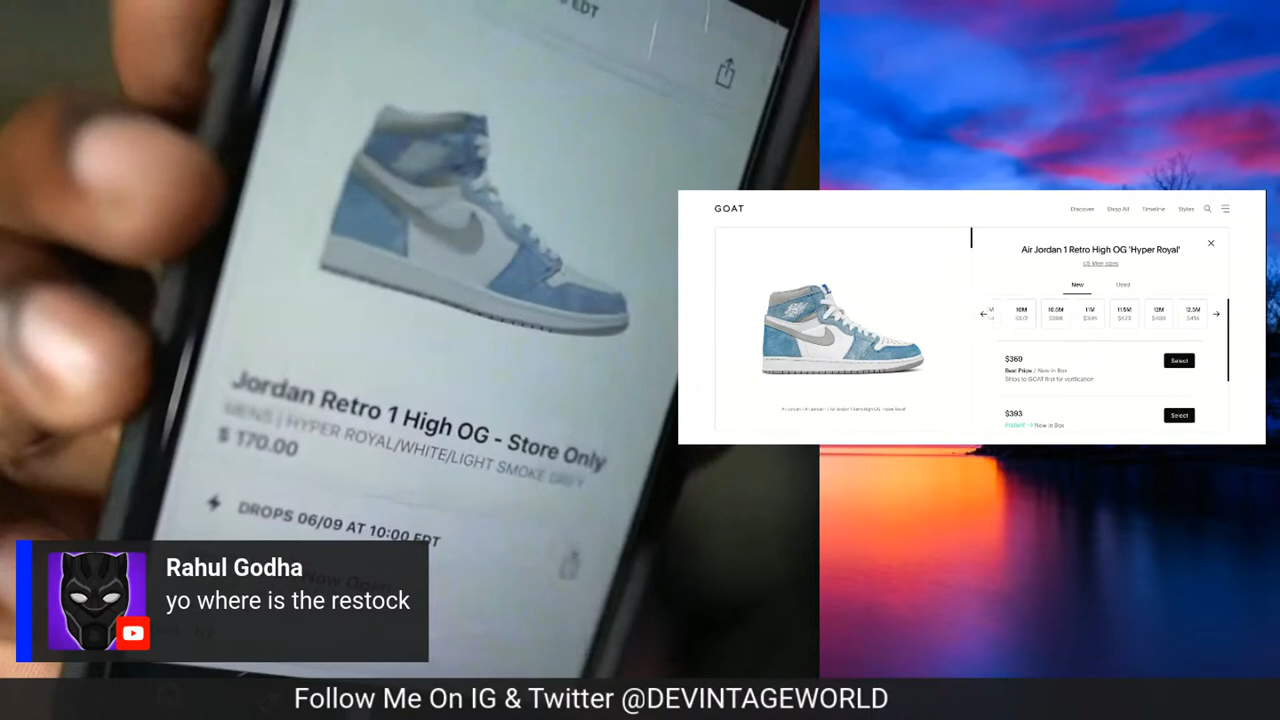 EDT
Jordan Retro 1 High OG - Store Only
MENS | HYPER ROYAL/WHITE/LIGHT SMOKE GREY
$ 170.00
DROPS 06/09 AT 10:00 EDT
Now Open
GOAT
Discover Shop All Timeline Styles
Air Jordan 1 Retro High OG 'Hyper Royal'
US Men sizes
New Used
10M 10.5M 11M 11.5M 12M 12.5M
$369
Best Price / New in Box
Ships to GOAT first for verification
Select
$393
Instant → New in Box
Select
Rahul Godha
yo where is the restock
Follow Me On IG & Twitter @DEVINTAGEWORLD